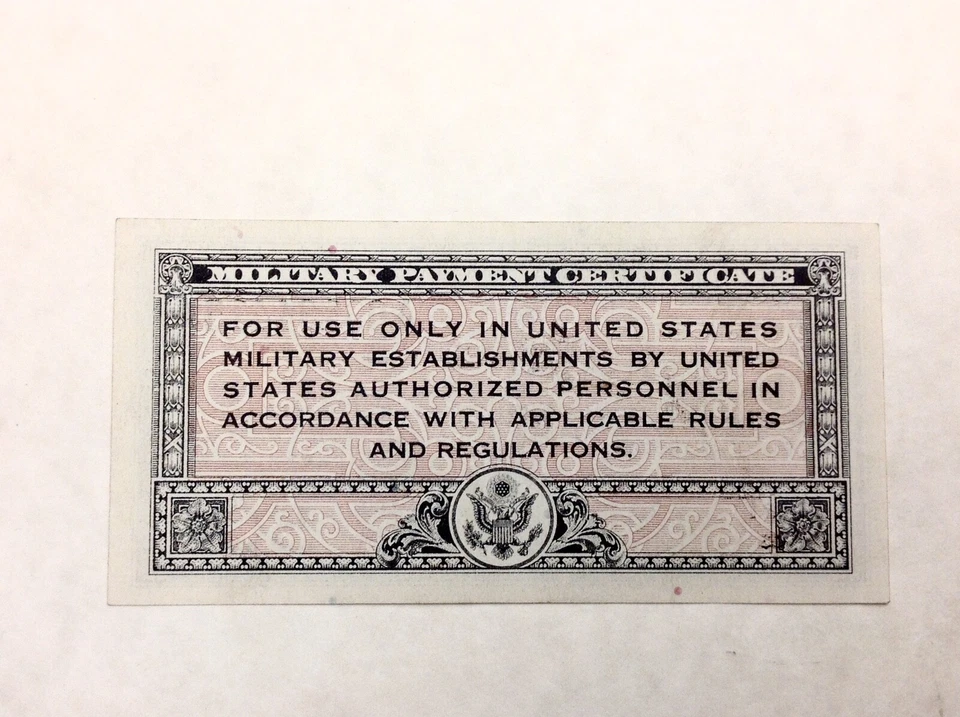 MILITARY PAYMENT CERTIFICATE
FOR USE ONLY IN UNITED STATES
MILITARY ESTABLISHMENTS BY UNITED
STATES AUTHORIZED PERSONNEL IN
ACCORDANCE WITH APPLICABLE RULES
AND REGULATIONS.